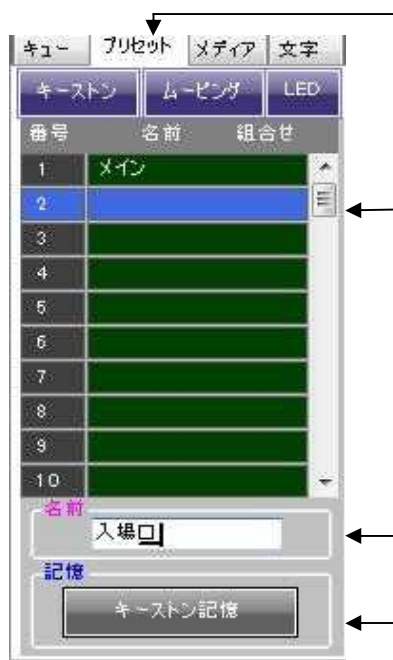 キュー プリセット メディア 文字
キーストン ムービング LED
番号 名前 組合せ
1 メイン
2
3
4
5
6
7
8
9
10
名前
入場口
記憶
キーストン記憶